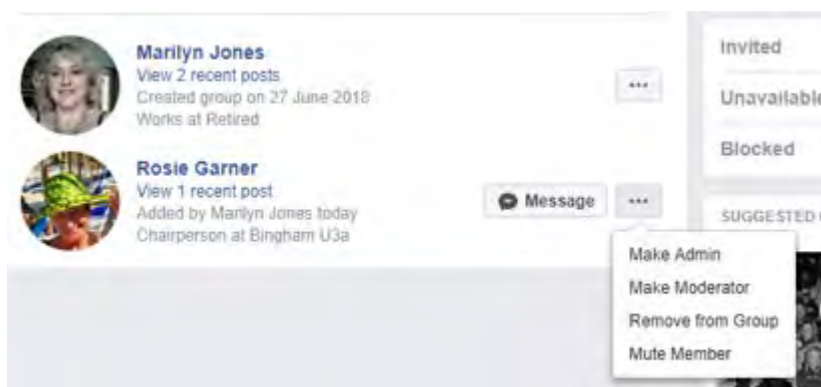 Marilyn Jones
View 2 recent posts
Created group on 27 June 2018
Works at Retired
Rosie Garner
View 1 recent post
Added by Marilyn Jones today
Chairperson at Bingham U3a
Message
Make Admin
Make Moderator
Remove from Group
Mute Member
Invited
Unavailable
Blocked
SUGGESTED